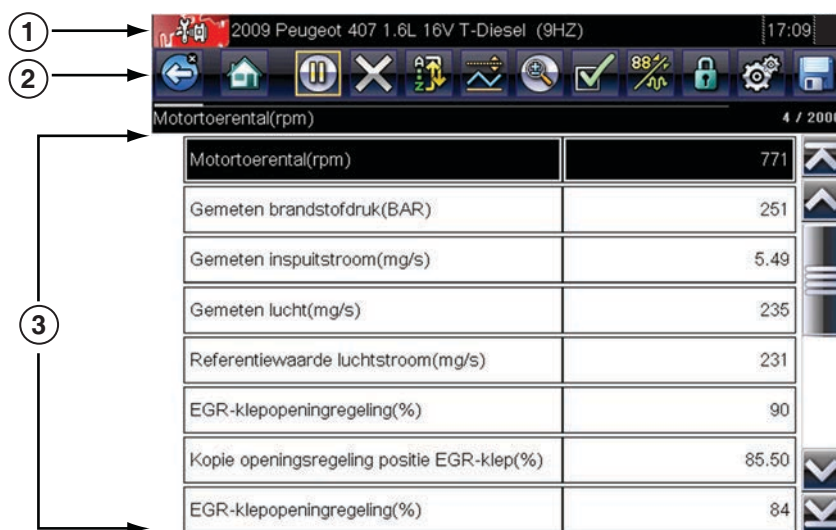 1
2009 Peugeot 407 1.6L 16V T-Diesel (9HZ) 17:09
2
Motortoerental(rpm) 4 / 2000
3
Motortoerental(rpm) 771
Gemeten brandstofdruk(BAR) 251
Gemeten inspuitstroom(mg/s) 5.49
Gemeten lucht(mg/s) 235
Referentiewaarde luchtstroom(mg/s) 231
EGR-klepopeningregeling(%) 90
Kopie openingsregeling positie EGR-klep(%) 85.50
EGR-klepopeningregeling(%) 84